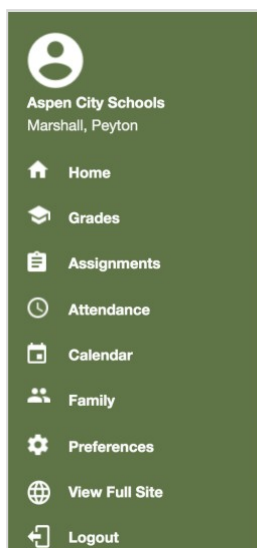 Aspen City Schools
Marshall, Peyton
Home
Grades
Assignments
Attendance
Calendar
Family
Preferences
View Full Site
Logout